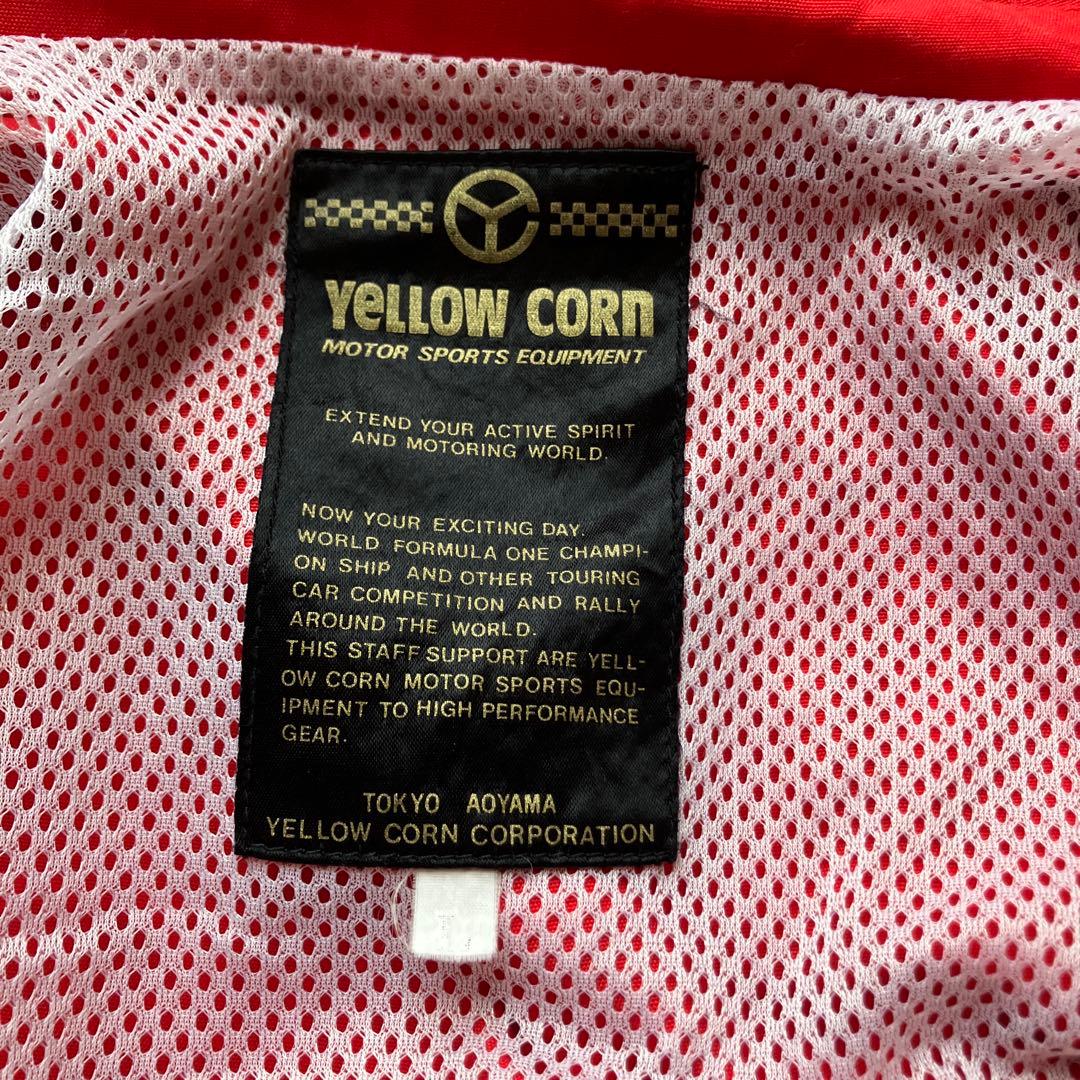 YELLOW CORN
MOTOR SPORTS EQUIPMENT
EXTEND YOUR ACTIVE SPIRIT
AND MOTORING WORLD.
NOW YOUR EXCITING DAY.
WORLD FORMULA ONE CHAMPI-
ON SHIP AND OTHER TOURING
CAR COMPETITION AND RALLY
AROUND THE WORLD.
THIS STAFF SUPPORT ARE YELL-
OW CORN MOTOR SPORTS EQU-
IPMENT TO HIGH PERFORMANCE
GEAR.
TOKYO AOYAMA
YELLOW CORN CORPORATION